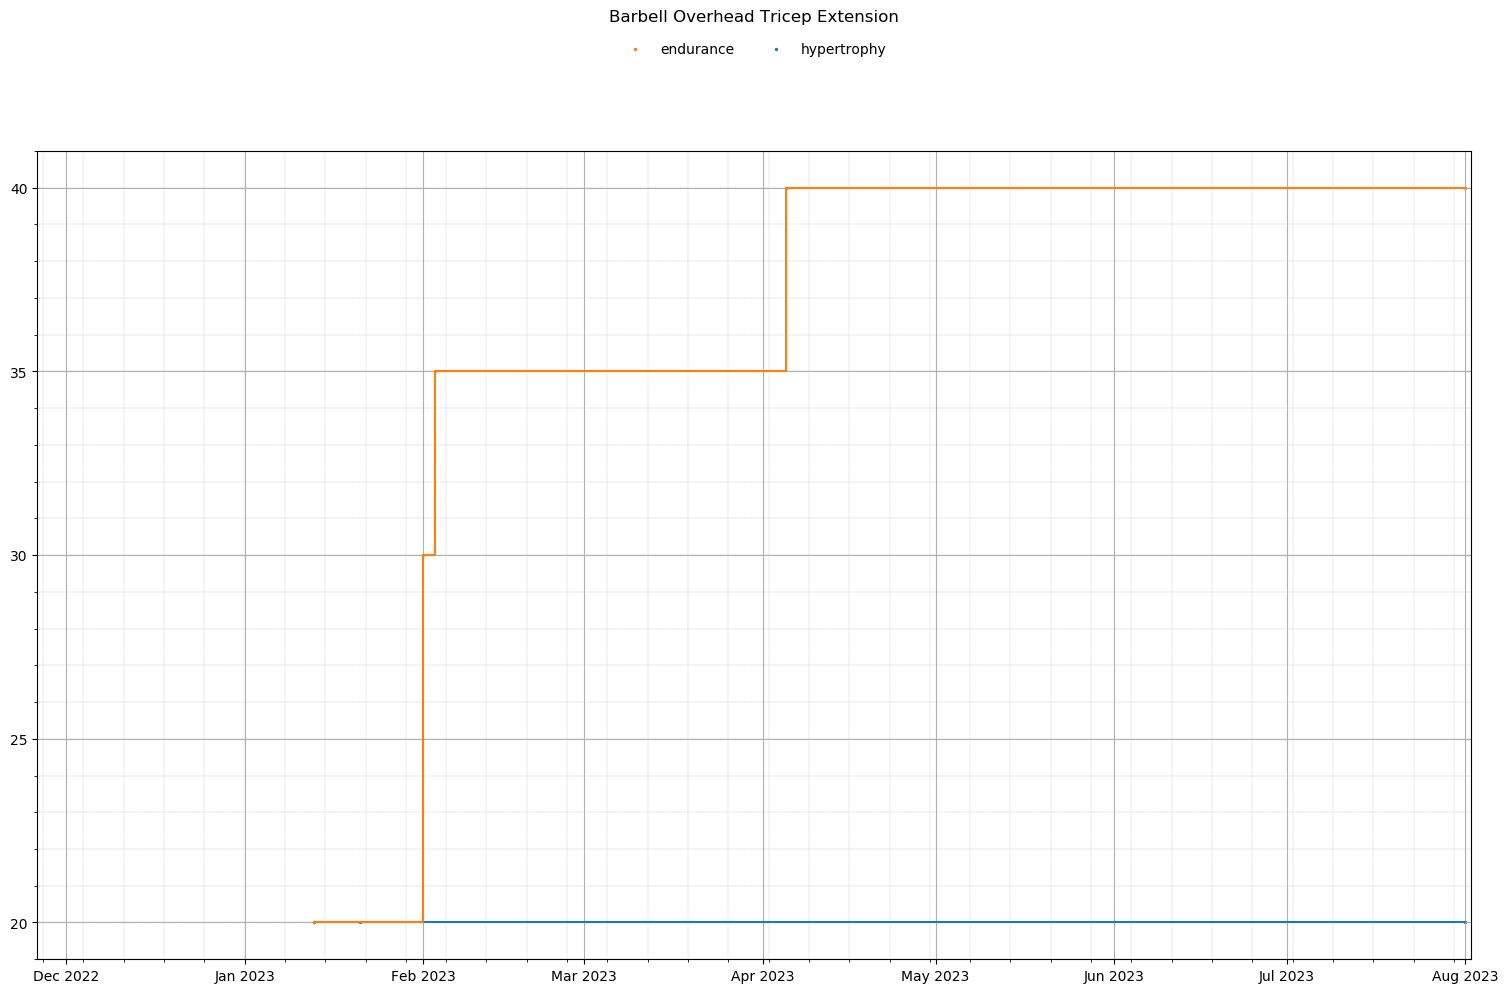 Barbell Overhead Tricep Extension
endurance hypertrophy
40
35
30
25
20
Dec 2022 Jan 2023 Feb 2023 Mar 2023 Apr 2023 May 2023 Jun 2023 Jul 2023 Aug 2023